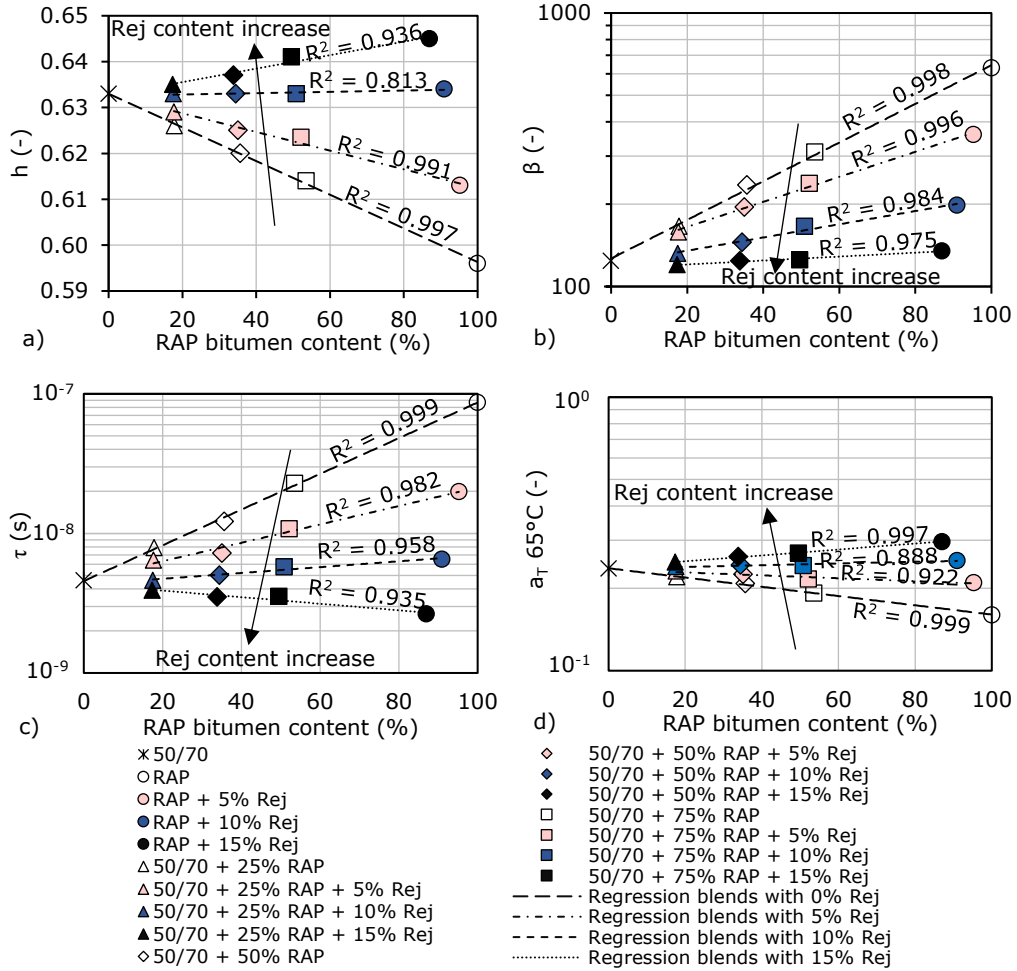 0.65
0.64
0.63
0.62
0.61
0.60
0.59
h (-)
Rej content increase
R² = 0.936
R² = 0.813
R² = 0.991
R² = 0.997
0 20 40 60 80 100
a) RAP bitumen content (%)
1000
100
β (-)
R² = 0.998
R² = 0.996
R² = 0.984
R² = 0.975
Rej content increase
0 20 40 60 80 100
b) RAP bitumen content (%)
10⁻⁷
10⁻⁸
10⁻⁹
τ (s)
R² = 0.999
R² = 0.982
R² = 0.958
R² = 0.935
Rej content increase
0 20 40 60 80 100
c) RAP bitumen content (%)
10⁰
10⁻¹
a_T 65°C (-)
Rej content increase
R² = 0.997
R² = 0.888
R² = 0.922
R² = 0.999
0 20 40 60 80 100
d) RAP bitumen content (%)
50/70
RAP
RAP + 5% Rej
RAP + 10% Rej
RAP + 15% Rej
50/70 + 25% RAP
50/70 + 25% RAP + 5% Rej
50/70 + 25% RAP + 10% Rej
50/70 + 25% RAP + 15% Rej
50/70 + 50% RAP
50/70 + 50% RAP + 5% Rej
50/70 + 50% RAP + 10% Rej
50/70 + 50% RAP + 15% Rej
50/70 + 75% RAP
50/70 + 75% RAP + 5% Rej
50/70 + 75% RAP + 10% Rej
50/70 + 75% RAP + 15% Rej
Regression blends with 0% Rej
Regression blends with 5% Rej
Regression blends with 10% Rej
Regression blends with 15% Rej